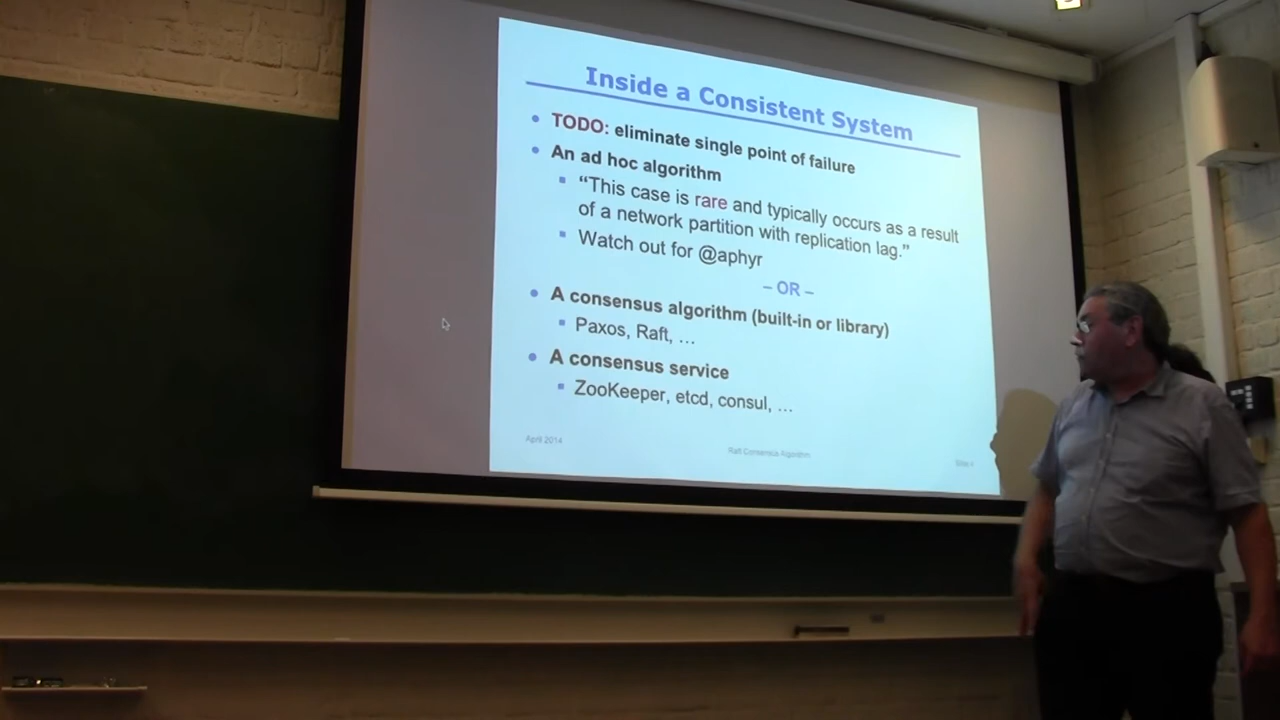 Inside a Consistent System
• TODO: eliminate single point of failure
• An ad hoc algorithm
▪ “This case is rare and typically occurs as a result
of a network partition with replication lag.”
▪ Watch out for @aphyr
– OR –
• A consensus algorithm (built-in or library)
▪ Paxos, Raft, …
• A consensus service
▪ ZooKeeper, etcd, consul, …
April 2014
Raft Consensus Algorithm
Slide 4